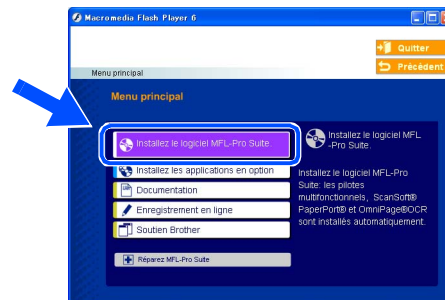 Macromedia Flash Player 6
Quitter
Précédent
Menu principal
Menu principal
Installez le logiciel MFL-Pro Suite.
Installez les applications en option
Documentation
Enregistrement en ligne
Soutien Brother
Réparez MFL-Pro Suite
Installez le logiciel MFL
-Pro Suite.
Installez le logiciel MFL-Pro
Suite: les pilotes
multifonctionnels, ScanSoft®
PaperPort® et OmniPage®OCR
sont installés automatiquement.